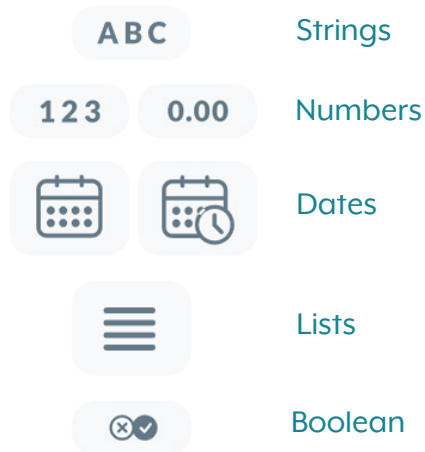 ABC Strings
123 0.00 Numbers
Dates
Lists
Boolean